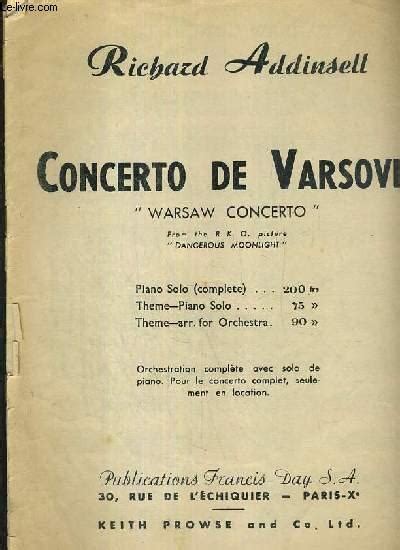 Le-livre.com
Richard Addinsell
CONCERTO DE VARSOVI
" WARSAW CONCERTO "
From the R. K. O. picture
" DANGEROUS MOONLIGHT "
Piano Solo (complete) . . . 200 fr
Theme—Piano Solo . . . . . 75 »
Theme—arr. for Orchestra. 90 »
Orchestration complète avec solo de
piano. Pour le concerto complet, seule-
ment en location.
Publications Francis Day S. A.
30, RUE DE L'ÉCHIQUIER — PARIS-Xe
KEITH PROWSE and Co. Ltd.